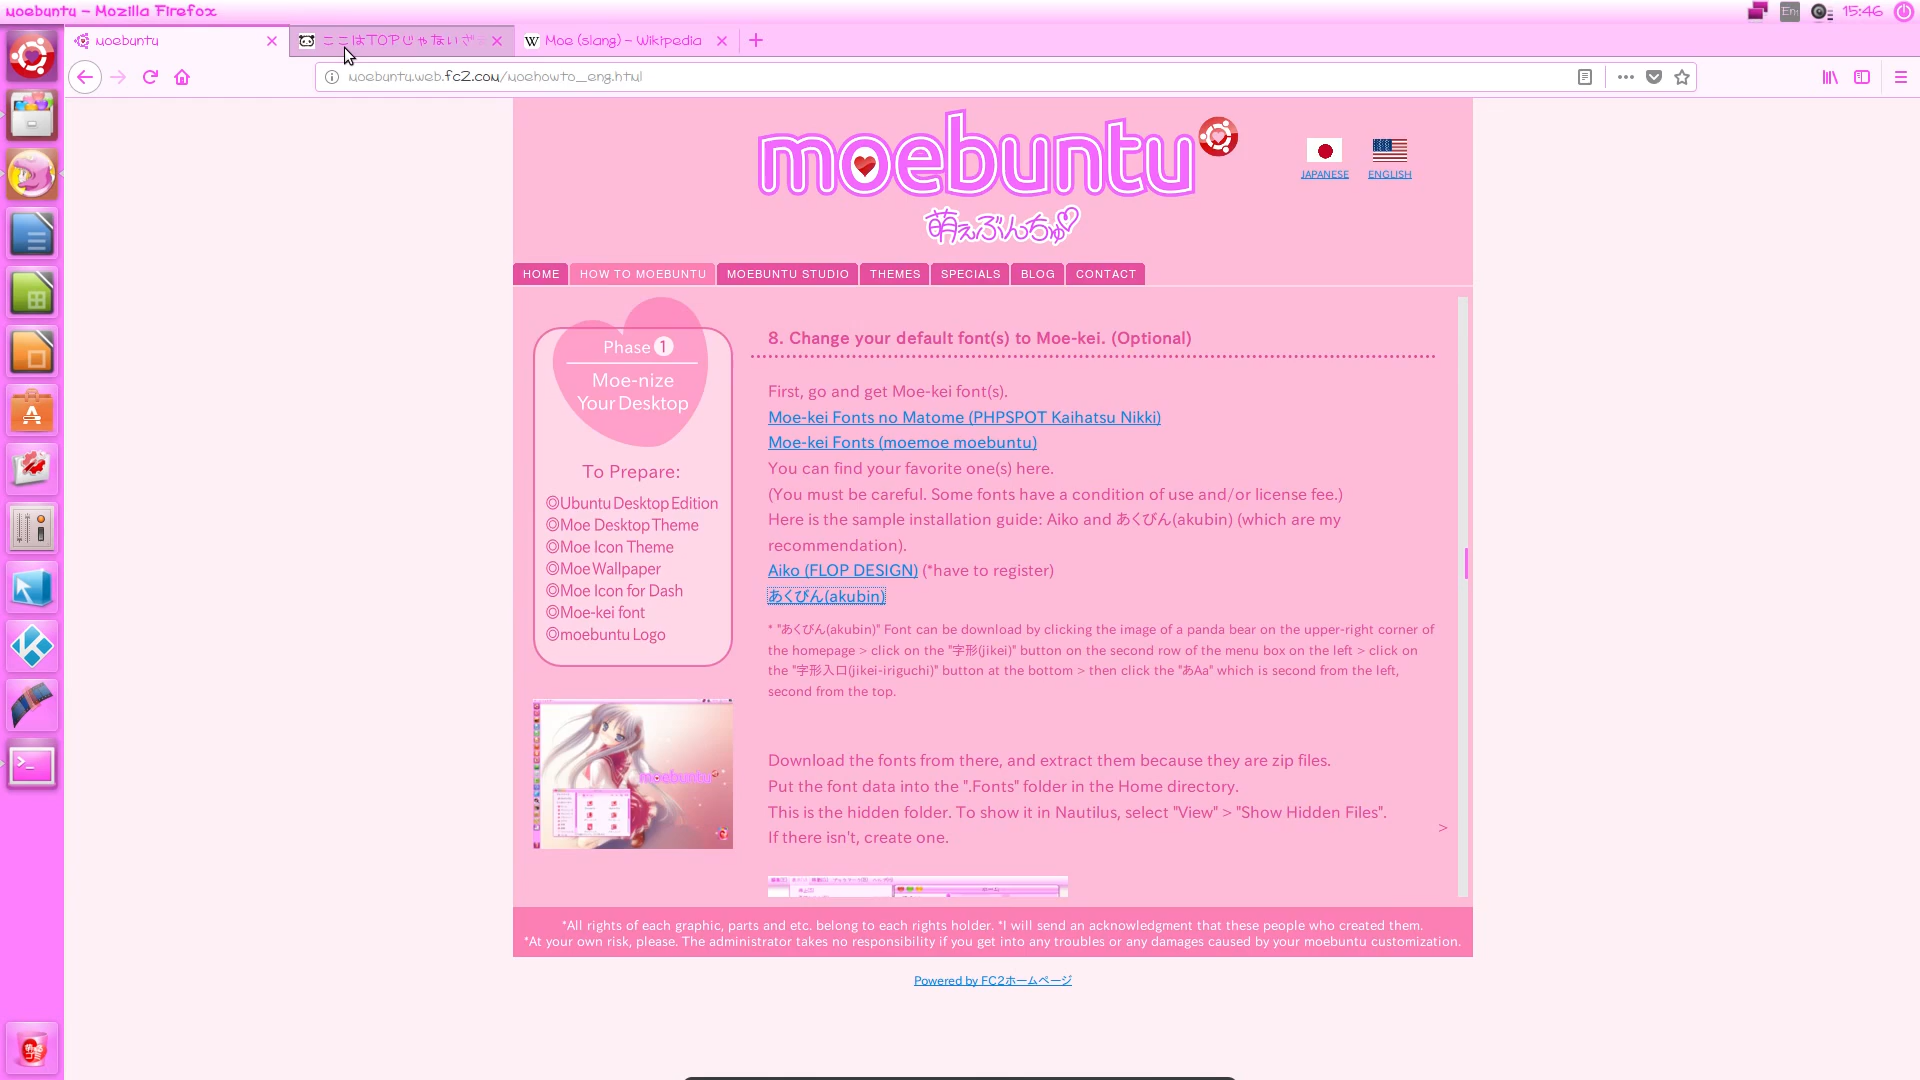 moebuntu - Mozilla Firefox
En
15:46
moebuntu
ここはTOPじゃないざ
Moe (slang) - Wikipedia
moebuntu.web.fc2.com/moehowto_eng.html
moebuntu
萌えぶんちゅ
JAPANESE
ENGLISH
HOME
HOW TO MOEBUNTU
MOEBUNTU STUDIO
THEMES
SPECIALS
BLOG
CONTACT
Phase 1
Moe-nize
Your Desktop
To Prepare:
◎Ubuntu Desktop Edition
◎Moe Desktop Theme
◎Moe Icon Theme
◎Moe Wallpaper
◎Moe Icon for Dash
◎Moe-kei font
◎moebuntu Logo
moebuntu
8. Change your default font(s) to Moe-kei. (Optional)
First, go and get Moe-kei font(s).
Moe-kei Fonts no Matome (PHPSPOT Kaihatsu Nikki)
Moe-kei Fonts (moemoe moebuntu)
You can find your favorite one(s) here.
(You must be careful. Some fonts have a condition of use and/or license fee.)
Here is the sample installation guide: Aiko and あくびん(akubin) (which are my
recommendation).
Aiko (FLOP DESIGN) (*have to register)
あくびん(akubin)
* "あくびん(akubin)" Font can be download by clicking the image of a panda bear on the upper-right corner of
the homepage > click on the "字形(jikei)" button on the second row of the menu box on the left > click on
the "字形入口(jikei-iriguchi)" button at the bottom > then click the "あAa" which is second from the left,
second from the top.
Download the fonts from there, and extract them because they are zip files.
Put the font data into the ".Fonts" folder in the Home directory.
This is the hidden folder. To show it in Nautilus, select "View" > "Show Hidden Files".
If there isn't, create one.
>
*All rights of each graphic, parts and etc. belong to each rights holder. *I will send an acknowledgment that these people who created them.
*At your own risk, please. The administrator takes no responsibility if you get into any troubles or any damages caused by your moebuntu customization.
Powered by FC2ホームページ